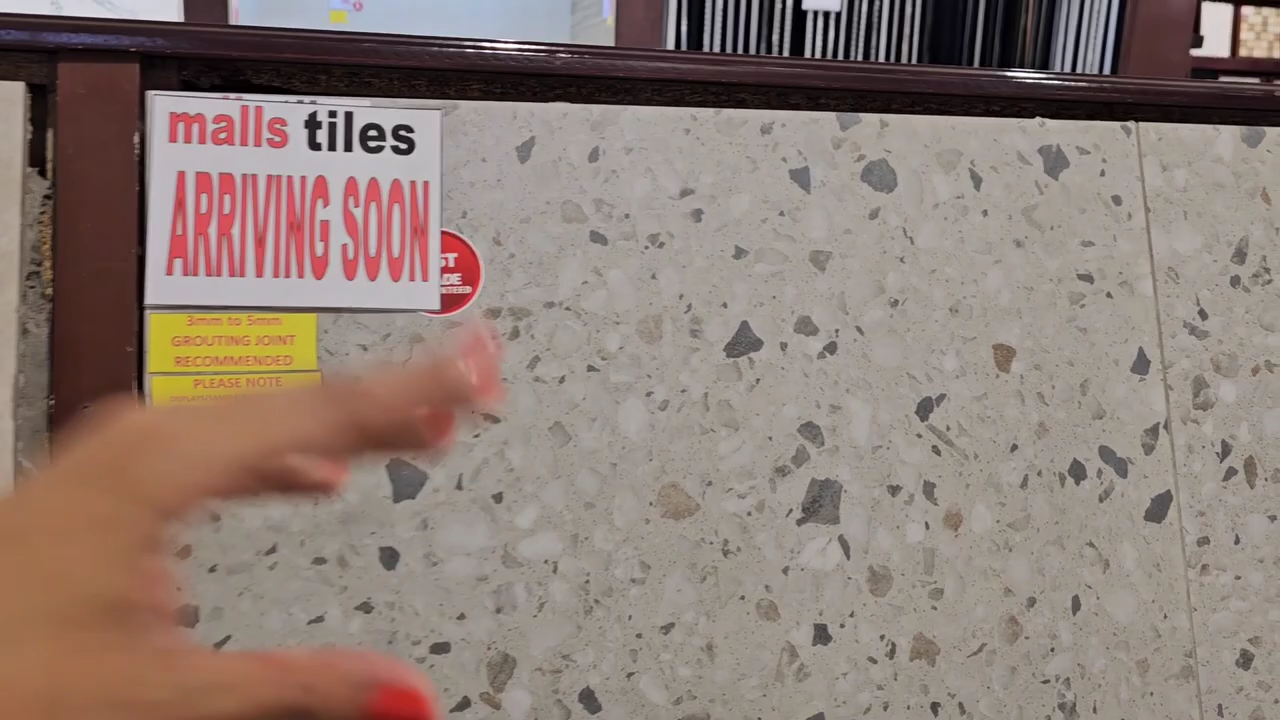 malls tiles
ARRIVING SOON
3mm to 5mm
GROUTING JOINT
RECOMMENDED
PLEASE NOTE